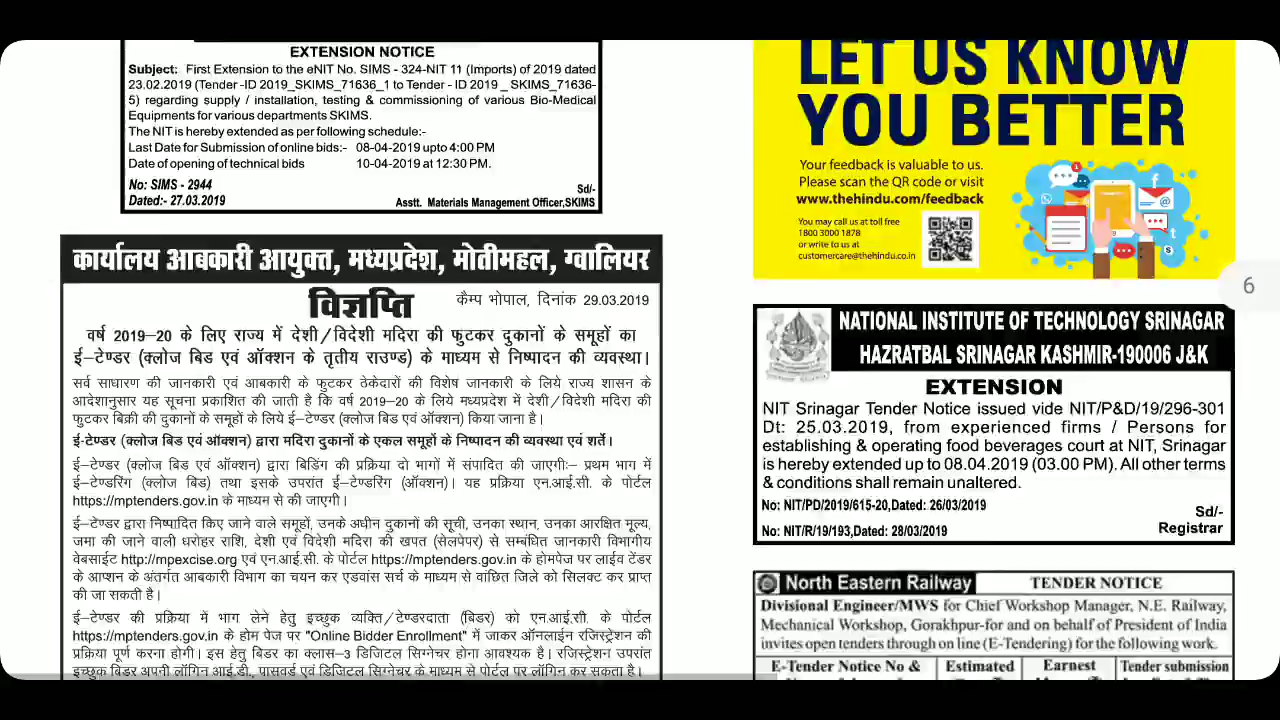 EXTENSION NOTICE
Subject: First Extension to the eNIT No. SIMS - 324-NIT 11 (Imports) of 2019 dated
23.02.2019 (Tender -ID 2019_SKIMS_71636_1 to Tender - ID 2019 _ SKIMS_71636-
5) regarding supply / installation, testing & commissioning of various Bio-Medical
Equipments for various departments SKIMS.
The NIT is hereby extended as per following schedule:-
Last Date for Submission of online bids:- 08-04-2019 upto 4:00 PM
Date of opening of technical bids 10-04-2019 at 12:30 PM.
No: SIMS - 2944
Dated:- 27.03.2019
Sd/-
Asstt. Materials Management Officer,SKIMS
कार्यालय आबकारी आयुक्त, मध्यप्रदेश, मोतीमहल, ग्वालियर
विज्ञप्ति
कैम्प भोपाल, दिनांक 29.03.2019
वर्ष 2019–20 के लिए राज्य में देशी/विदेशी मदिरा की फुटकर दुकानों के समूहों का
ई–टेण्डर (क्लोज बिड एवं ऑक्शन के तृतीय राउण्ड) के माध्यम से निष्पादन की व्यवस्था।
सर्व साधारण की जानकारी एवं आबकारी के फुटकर ठेकेदारों की विशेष जानकारी के लिये राज्य शासन के
आदेशानुसार यह सूचना प्रकाशित की जाती है कि वर्ष 2019–20 के लिये मध्यप्रदेश में देशी/विदेशी मदिरा की
फुटकर बिक्री की दुकानों के समूहों के लिये ई–टेण्डर (क्लोज बिड एवं ऑक्शन) किया जाना है।
ई-टेण्डर (क्लोज बिड एवं ऑक्शन) द्वारा मदिरा दुकानों के एकल समूहों के निष्पादन की व्यवस्था एवं शर्ते।
ई–टेण्डर (क्लोज बिड एवं ऑक्शन) द्वारा बिडिंग की प्रक्रिया दो भागों में संपादित की जाएगी:– प्रथम भाग में
ई–टेण्डरिंग (क्लोज बिड) तथा इसके उपरांत ई–टेण्डरिंग (ऑक्शन)। यह प्रक्रिया एन.आई.सी. के पोर्टल
https://mptenders.gov.in के माध्यम से की जाएगी।
ई–टेण्डर द्वारा निष्पादित किए जाने वाले समूहों, उनके अधीन दुकानों की सूची, उनका स्थान, उनका आरक्षित मूल्य,
जमा की जाने वाली धरोहर राशि, देशी एवं विदेशी मदिरा की खपत (सेलपेपर) से सम्बंधित जानकारी विभागीय
वेबसाईट http://mpexcise.org एवं एन.आई.सी. के पोर्टल https://mptenders.gov.in के होमपेज पर लाईव टेंडर
के आप्शन के अंतर्गत आबकारी विभाग का चयन कर एडवांस सर्च के माध्यम से वांछित जिले को सिलक्ट कर प्राप्त
की जा सकती है।
ई–टेण्डर की प्रक्रिया में भाग लेने हेतु इच्छुक व्यक्ति/टेण्डरदाता (बिडर) को एन.आई.सी. के पोर्टल
https://mptenders.gov.in के होम पेज पर "Online Bidder Enrollment" में जाकर ऑनलाईन रजिस्ट्रेशन की
प्रक्रिया पूर्ण करना होगी। इस हेतु बिडर का क्लास–3 डिजिटल सिग्नेचर होना आवश्यक है। रजिस्ट्रेशन उपरांत
इच्छुक बिडर अपनी लॉगिन आई.डी., पासवर्ड एवं डिजिटल सिग्नेचर के माध्यम से पोर्टल पर लॉगिन कर सकता है।
LET US KNOW
YOU BETTER
Your feedback is valuable to us.
Please scan the QR code or visit
www.thehindu.com/feedback
You may call us at toll free
1800 3000 1878
or write to us at
customercare@thehindu.co.in
6
NATIONAL INSTITUTE OF TECHNOLOGY SRINAGAR
HAZRATBAL SRINAGAR KASHMIR-190006 J&K
EXTENSION
NIT Srinagar Tender Notice issued vide NIT/P&D/19/296-301
Dt: 25.03.2019, from experienced firms / Persons for
establishing & operating food beverages court at NIT, Srinagar
is hereby extended up to 08.04.2019 (03.00 PM). All other terms
& conditions shall remain unaltered.
No: NIT/PD/2019/615-20,Dated: 26/03/2019
No: NIT/R/19/193,Dated: 28/03/2019
Sd/-
Registrar
North Eastern Railway TENDER NOTICE
Divisional Engineer/MWS for Chief Workshop Manager, N.E. Railway,
Mechanical Workshop, Gorakhpur-for and on behalf of President of India
invites open tenders through on line (E-Tendering) for the following work.
E-Tender Notice No & Estimated Earnest Tender submission